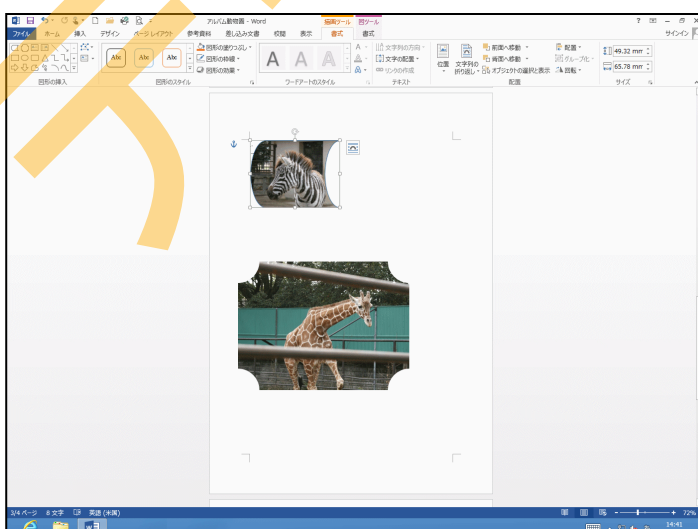 アルバム動物園 - Word
描画ツール 図ツール
ファイル ホーム 挿入 デザイン ページ レイアウト 参考資料 差し込み文書 校閲 表示 書式 書式
サインイン
Abc Abc Abc
図形の塗りつぶし
図形の枠線
図形の効果
A A A
文字列の方向
文字の配置
リンクの作成
位置 文字列の折り返し
前面へ移動
背面へ移動
オブジェクトの選択と表示
配置
グループ化
回転
49.32 mm
65.78 mm
図形の挿入 図形のスタイル ワードアートのスタイル テキスト 配置 サイズ
3/4 ページ 8 文字 英語 (米国) 72%
14:41